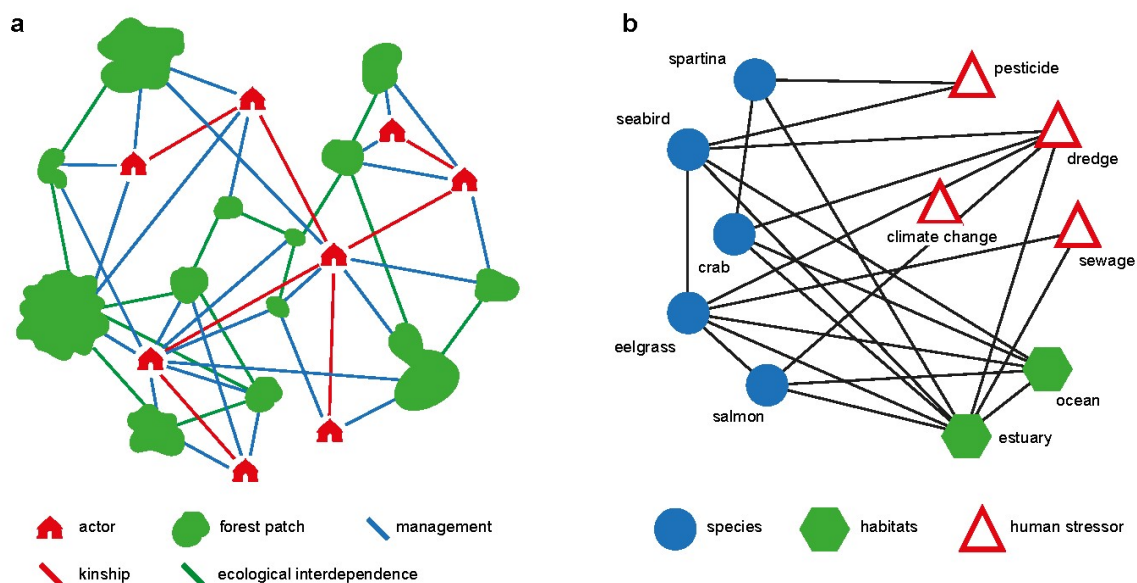 a
b
spartina
pesticide
seabird
dredge
climate change
crab
sewage
eelgrass
ocean
salmon
estuary
actor
forest patch
management
kinship
ecological interdependence
species
habitats
human stressor